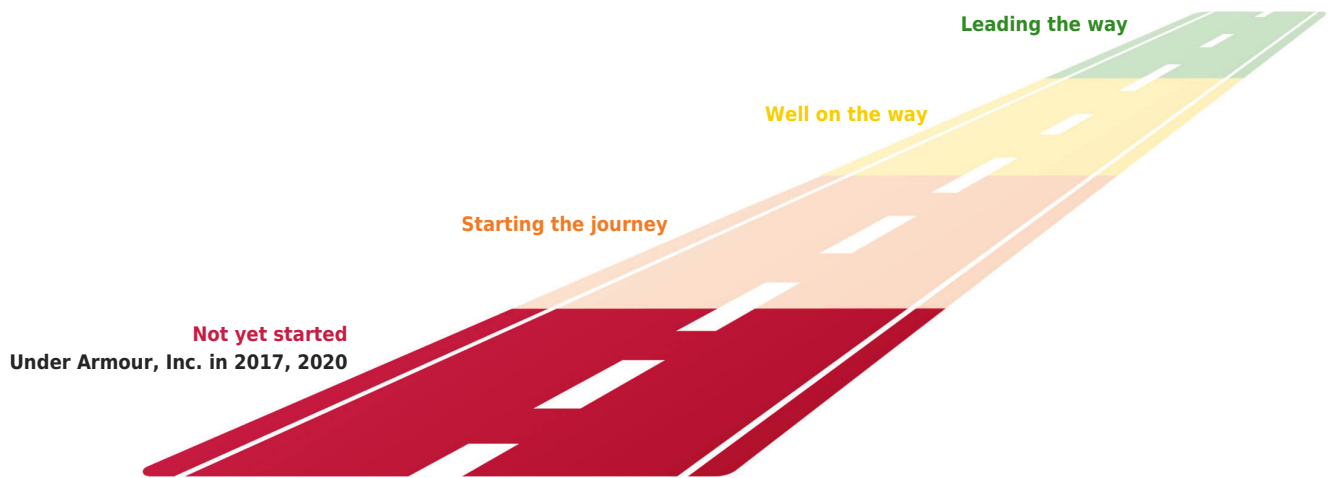 Leading the way
Well on the way
Starting the journey
Not yet started
Under Armour, Inc. in 2017, 2020